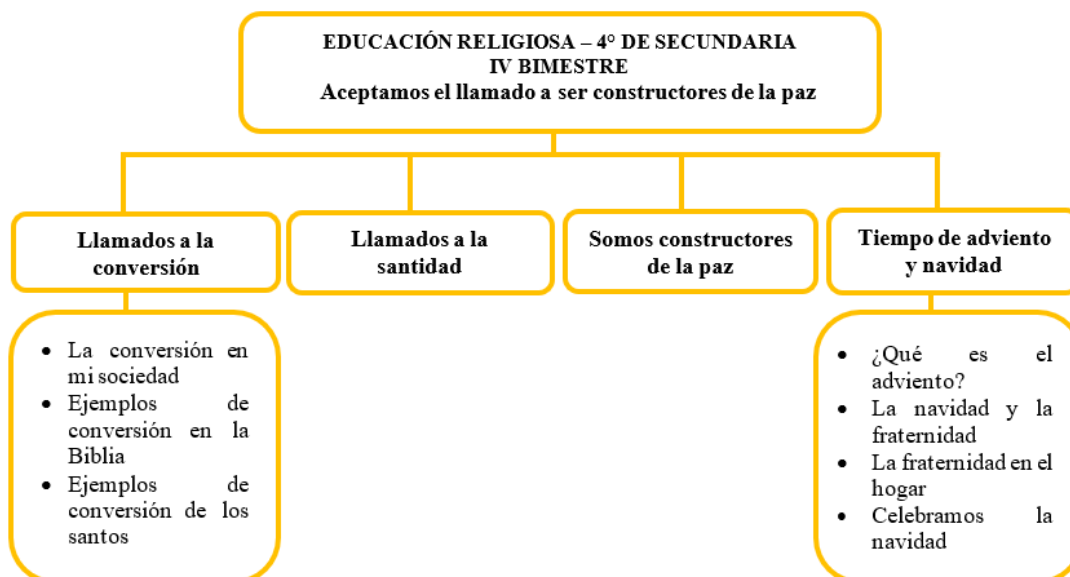 EDUCACIÓN RELIGIOSA – 4° DE SECUNDARIA
IV BIMESTRE
Aceptamos el llamado a ser constructores de la paz
Llamados a la
conversión
Llamados a la
santidad
Somos constructores
de la paz
Tiempo de adviento
y navidad
• La conversión en
mi sociedad
• Ejemplos de
conversión en la
Biblia
• Ejemplos de
conversión de los
santos
• ¿Qué es el
adviento?
• La navidad y la
fraternidad
• La fraternidad en el
hogar
• Celebramos la
navidad